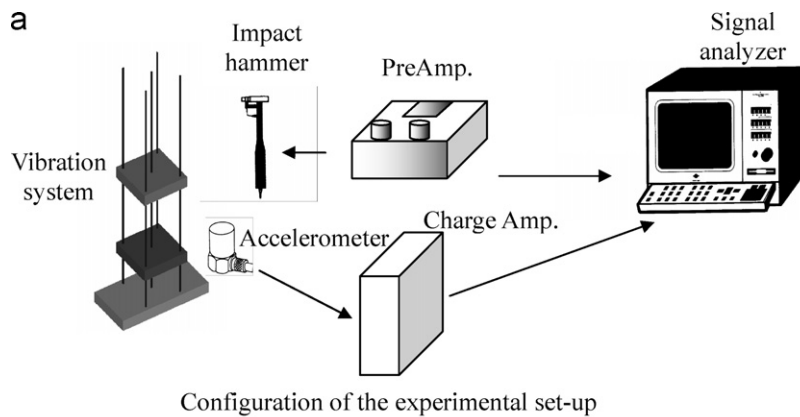 a
Impact
hammer
PreAmp.
Signal
analyzer
Vibration
system
Accelerometer
Charge Amp.
Configuration of the experimental set-up